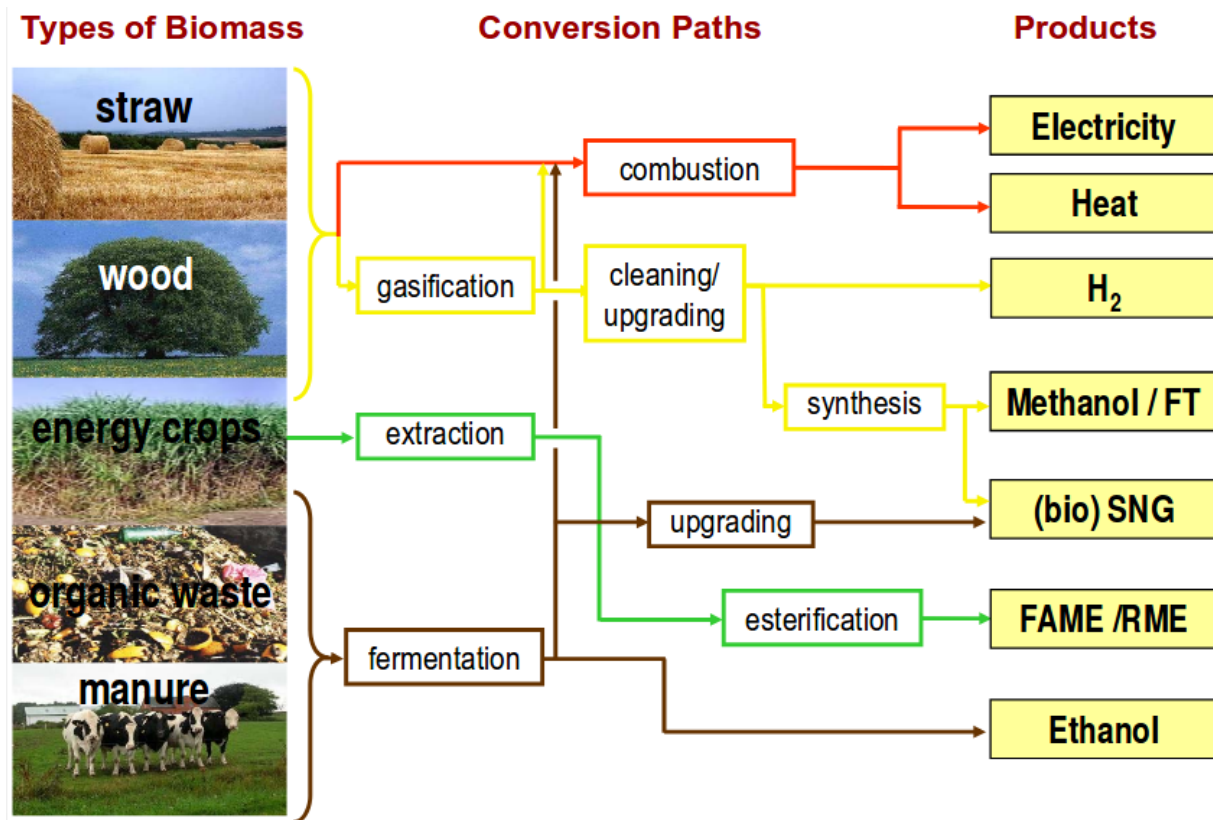 Types of Biomass
Conversion Paths
Products
straw
wood
energy crops
organic waste
manure
combustion
gasification
cleaning/
upgrading
synthesis
extraction
upgrading
esterification
fermentation
Electricity
Heat
H₂
Methanol / FT
(bio) SNG
FAME /RME
Ethanol